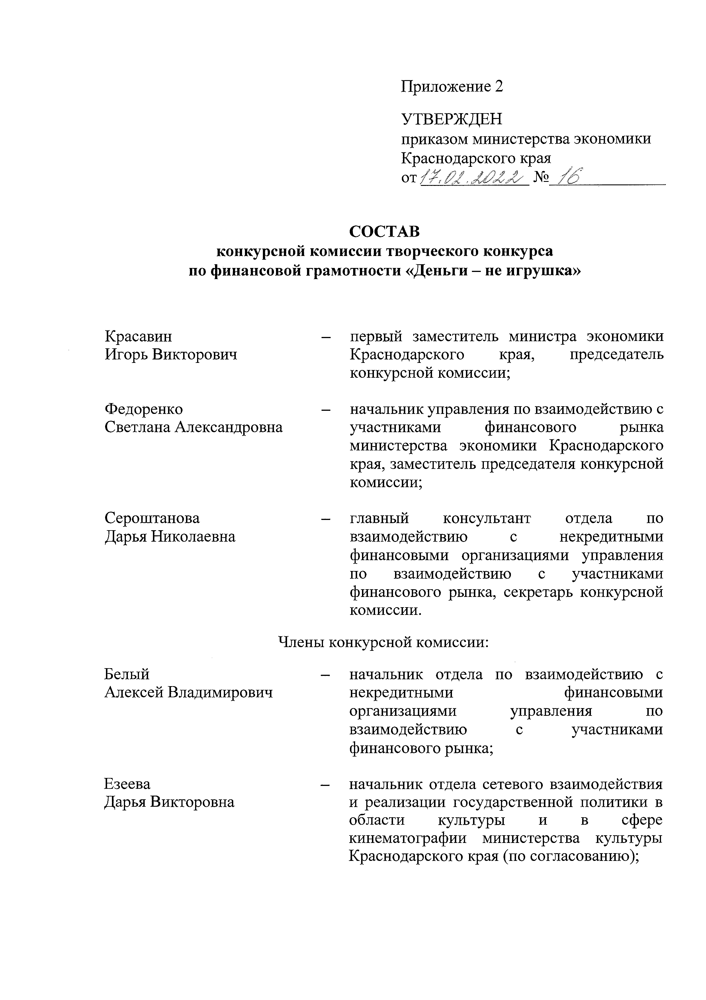 Приложение 2
УТВЕРЖДЕН
приказом министерства экономики
Краснодарского края
от 17.02.2022 № 16
СОСТАВ
конкурсной комиссии творческого конкурса
по финансовой грамотности «Деньги – не игрушка»
Красавин – первый заместитель министра экономики
Игорь Викторович Краснодарского края, председатель
конкурсной комиссии;
Федоренко – начальник управления по взаимодействию с
Светлана Александровна участниками финансового рынка
министерства экономики Краснодарского
края, заместитель председателя конкурсной
комиссии;
Сероштанова – главный консультант отдела по
Дарья Николаевна взаимодействию с некредитными
финансовыми организациями управления
по взаимодействию с участниками
финансового рынка, секретарь конкурсной
комиссии.
Члены конкурсной комиссии:
Белый – начальник отдела по взаимодействию с
Алексей Владимирович некредитными финансовыми
организациями управления по
взаимодействию с участниками
финансового рынка;
Езеева – начальник отдела сетевого взаимодействия
Дарья Викторовна и реализации государственной политики в
области культуры и в сфере
кинематографии министерства культуры
Краснодарского края (по согласованию);